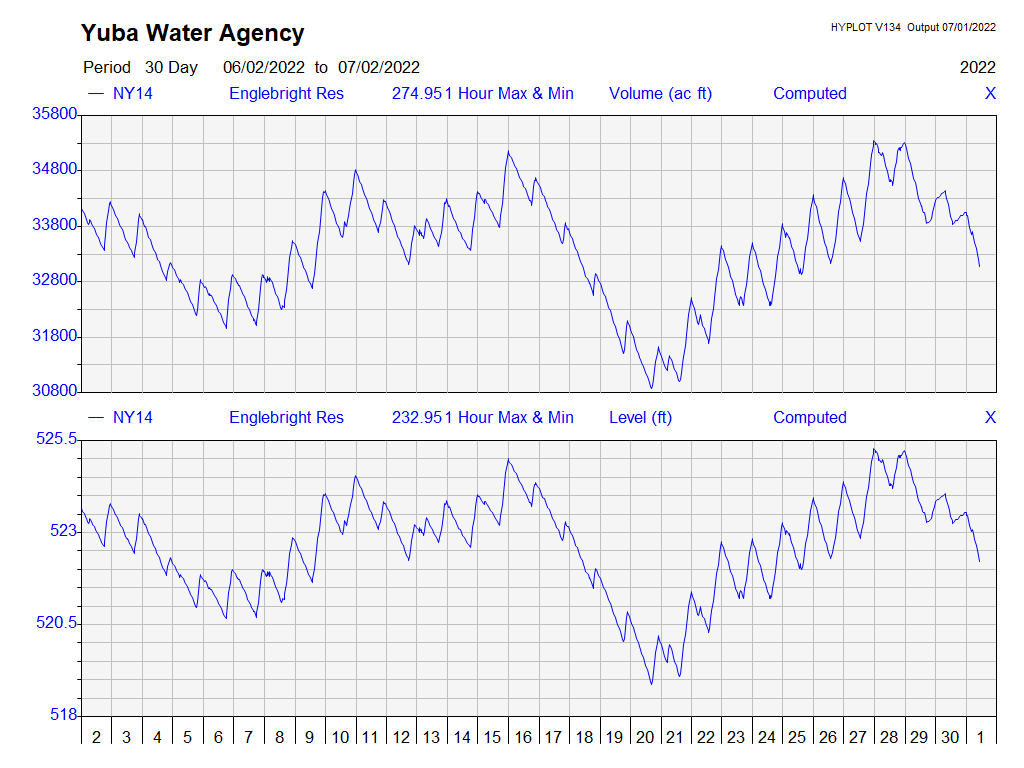 Yuba Water Agency
HYPLOT V134 Output 07/01/2022
Period 30 Day 06/02/2022 to 07/02/2022 2022
NY14 Englebright Res 274.951 Hour Max & Min Volume (ac ft) Computed X
35800
34800
33800
32800
31800
30800
NY14 Englebright Res 232.951 Hour Max & Min Level (ft) Computed X
525.5
523
520.5
518
2 3 4 5 6 7 8 9 10 11 12 13 14 15 16 17 18 19 20 21 22 23 24 25 26 27 28 29 30 1